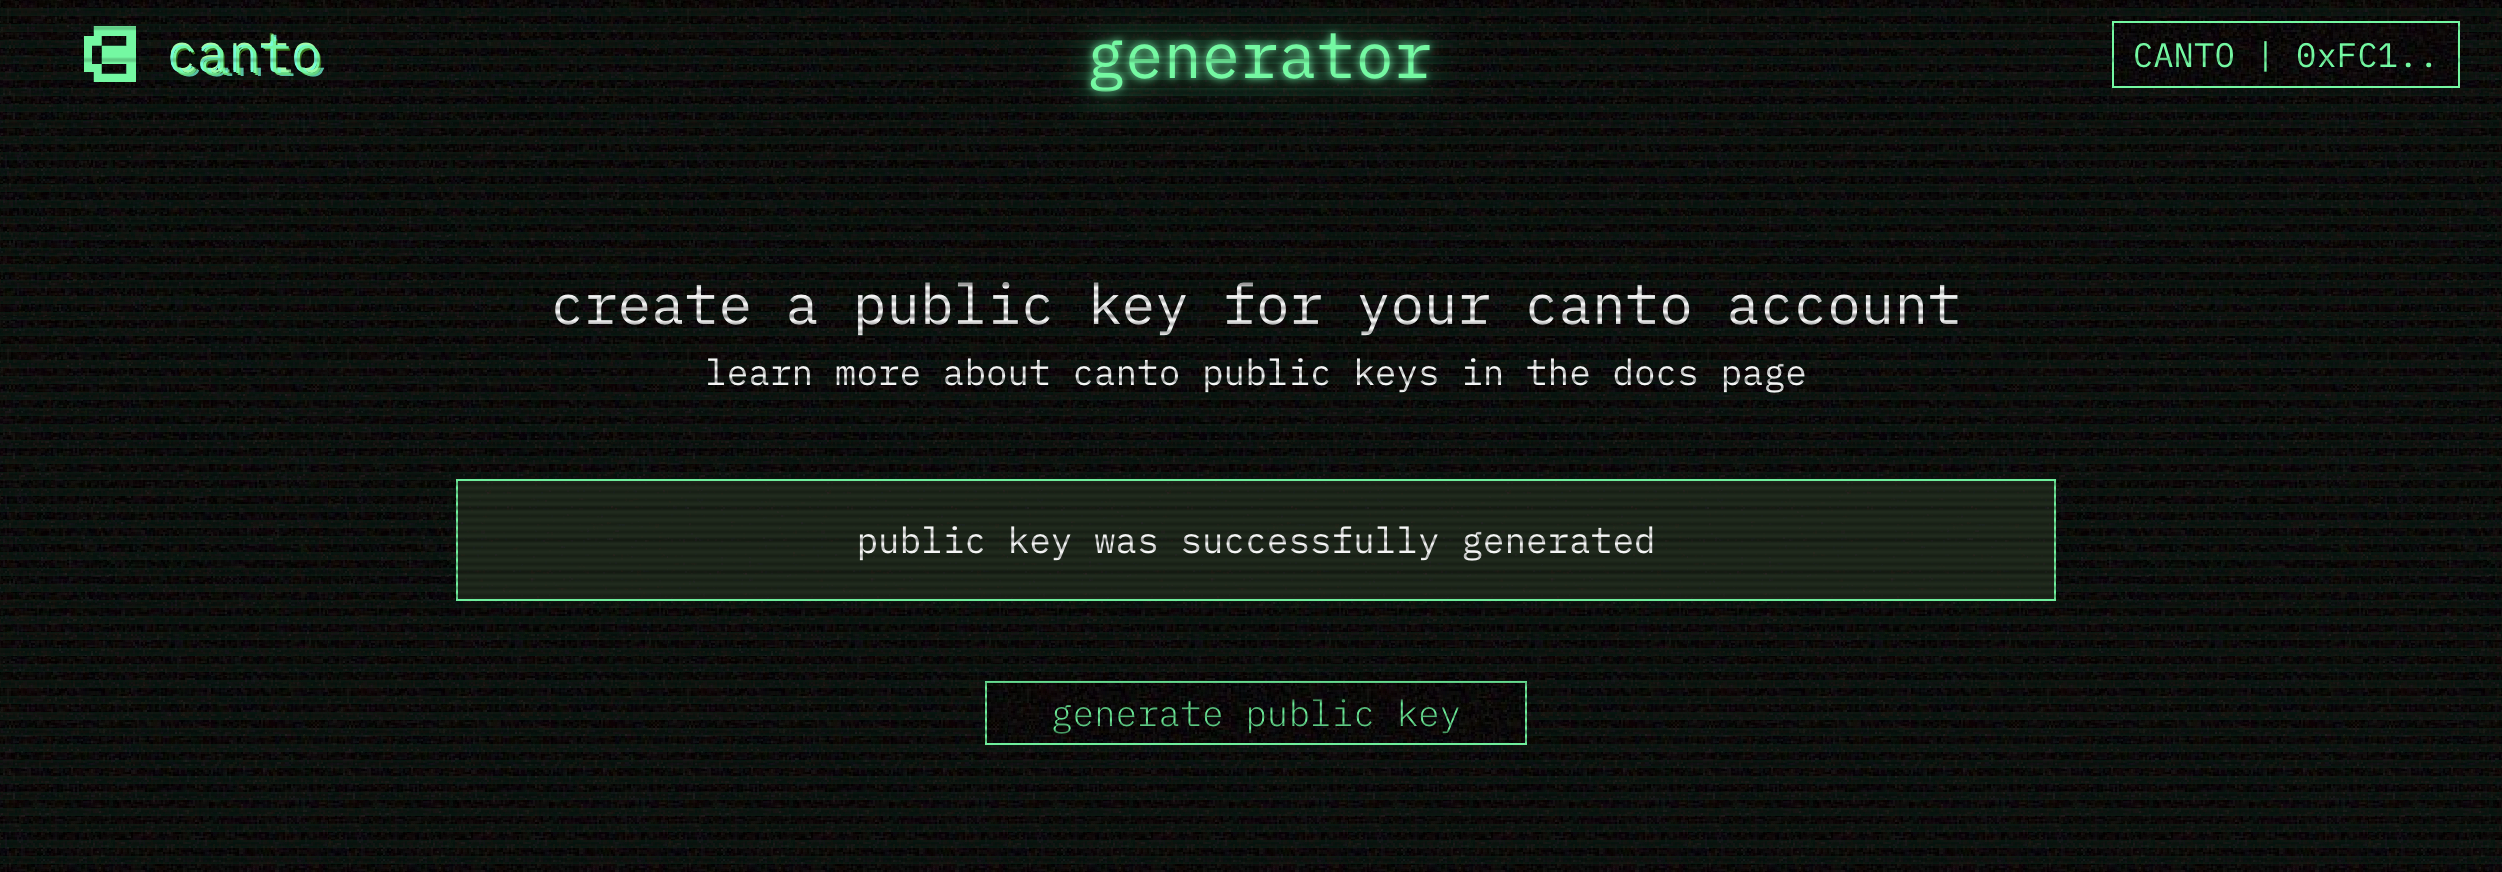 canto
generator
CANTO | 0xFC1..
create a public key for your canto account
learn more about canto public keys in the docs page
public key was successfully generated
generate public key